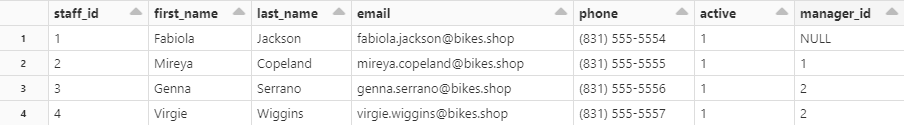 staff_id first_name last_name email phone active manager_id
1 1 Fabiola Jackson fabiola.jackson@bikes.shop (831) 555-5554 1 NULL
2 2 Mireya Copeland mireya.copeland@bikes.shop (831) 555-5555 1 1
3 3 Genna Serrano genna.serrano@bikes.shop (831) 555-5556 1 2
4 4 Virgie Wiggins virgie.wiggins@bikes.shop (831) 555-5557 1 2